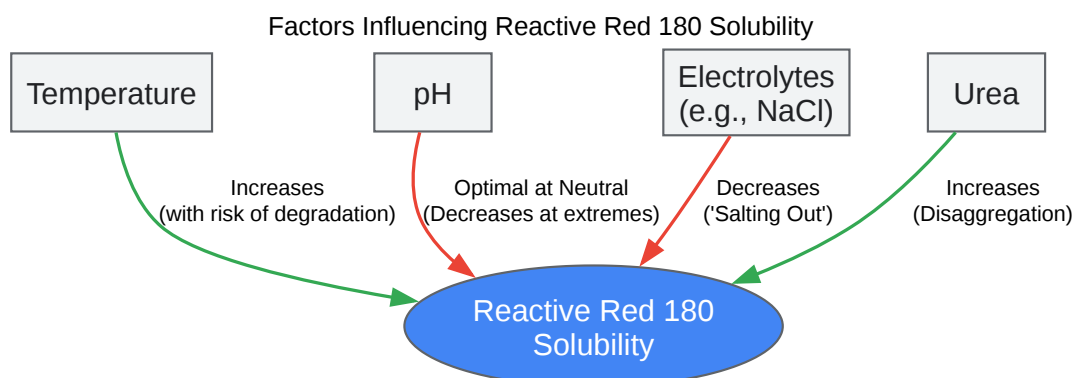 Factors Influencing Reactive Red 180 Solubility
Temperature
pH
Electrolytes
(e.g., NaCl)
Urea
Increases
(with risk of degradation)
Optimal at Neutral
(Decreases at extremes)
Decreases
('Salting Out')
Increases
(Disaggregation)
Reactive Red 180
Solubility